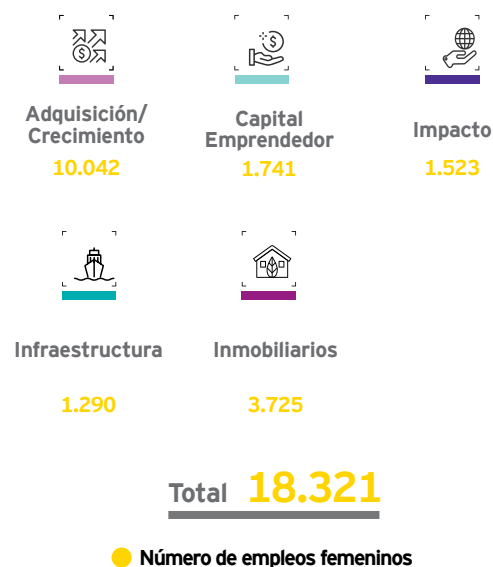 Adquisición/
Crecimiento
10.042
Capital
Emprendedor
1.741
Impacto
1.523
Infraestructura
1.290
Inmobiliarios
3.725
Total 18.321
Número de empleos femeninos